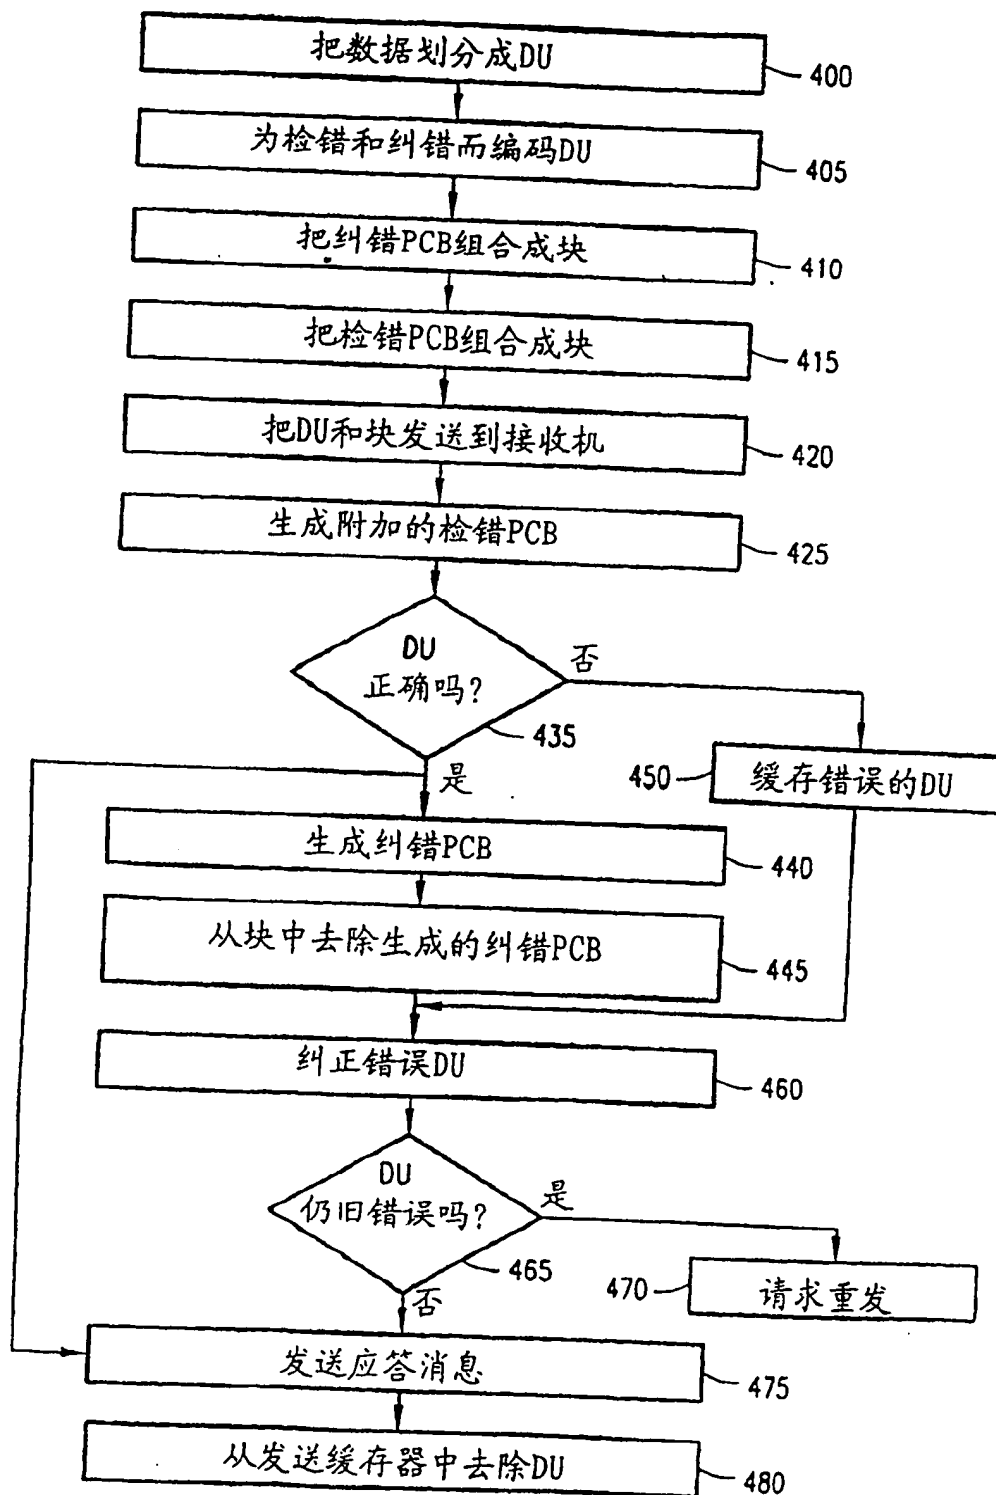 把数据划分成DU
400
为检错和纠错而编码DU
405
把纠错PCB组合成块
410
把检错PCB组合成块
415
把DU和块发送到接收机
420
生成附加的检错PCB
425
DU
正确吗?
否
435
是
450
缓存错误的DU
生成纠错PCB
440
从块中去除生成的纠错PCB
445
纠正错误DU
460
DU
仍旧错误吗?
是
465
否
470
请求重发
发送应答消息
475
从发送缓存器中去除DU
480